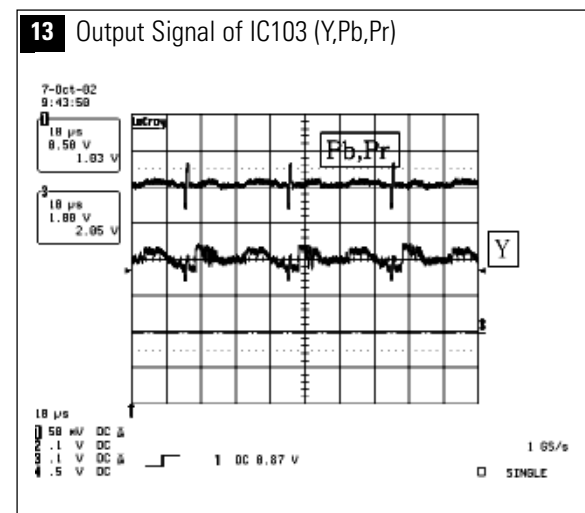 13 Output Signal of IC103 (Y,Pb,Pr)
7-Oct-02
9:43:50
1
10 µs
0.50 V
1.03 V
3
10 µs
1.00 V
2.05 V
LeCroy
Pb,Pr
Y
10 µs
1 50 mV DC
2 .1 V DC
3 .1 V DC
4 .5 V DC
1 DC 0.87 V
1 GS/s
SINGLE